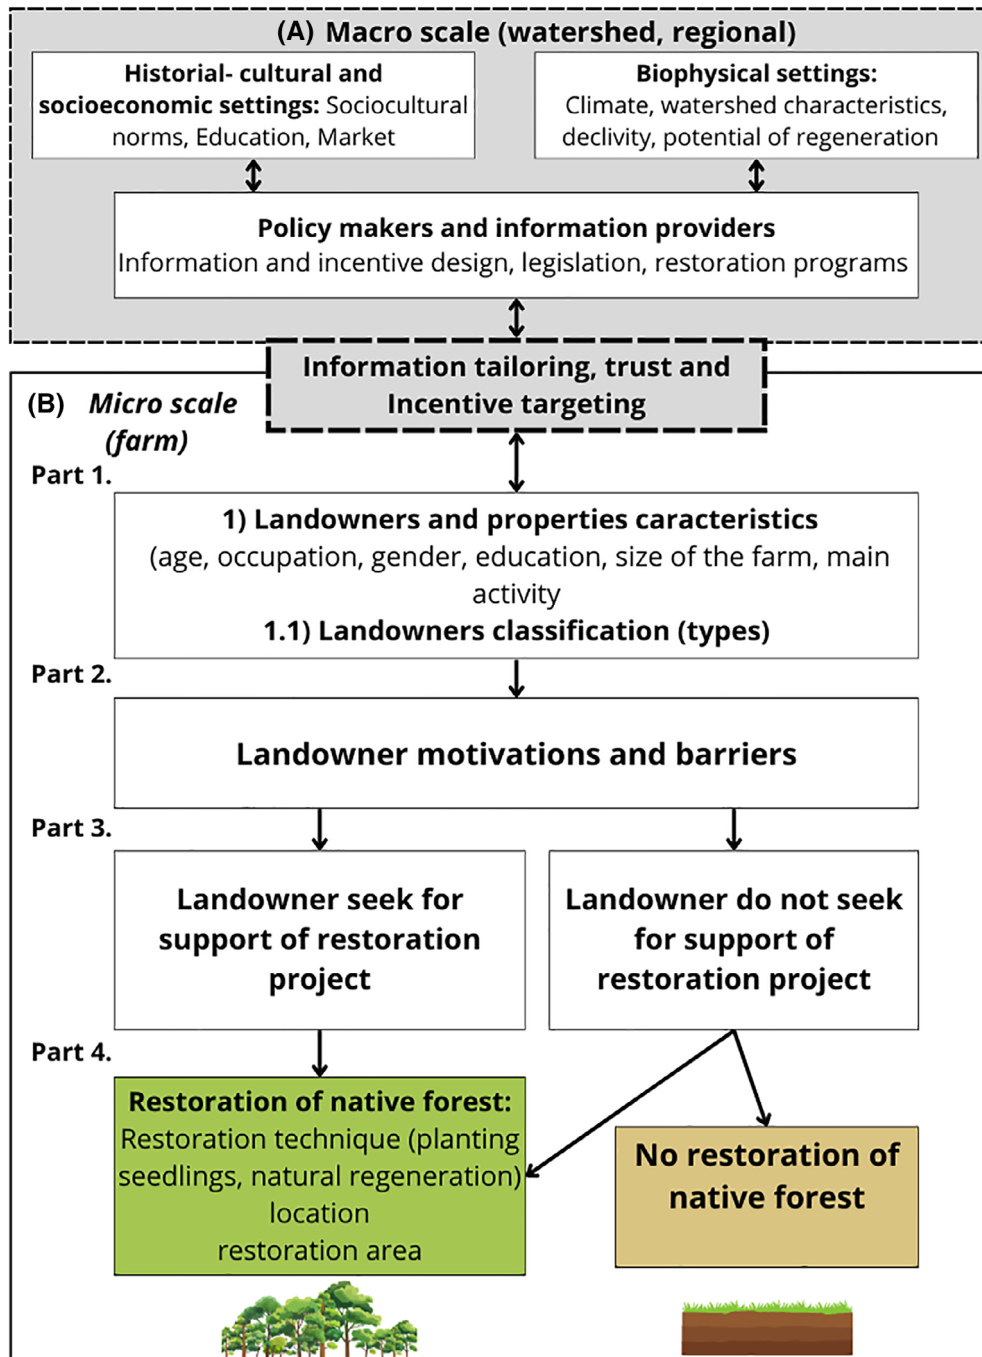 (A) Macro scale (watershed, regional)
Historial- cultural and
socioeconomic settings: Sociocultural
norms, Education, Market
Biophysical settings:
Climate, watershed characteristics,
declivity, potential of regeneration
Policy makers and information providers
Information and incentive design, legislation, restoration programs
Information tailoring, trust and
Incentive targeting
(B) Micro scale
(farm)
Part 1.
1) Landowners and properties caracteristics
(age, occupation, gender, education, size of the farm, main
activity
1.1) Landowners classification (types)
Part 2.
Landowner motivations and barriers
Part 3.
Landowner seek for
support of restoration
project
Landowner do not seek
for support of
restoration project
Part 4.
Restoration of native forest:
Restoration technique (planting
seedlings, natural regeneration)
location
restoration area
No restoration of
native forest